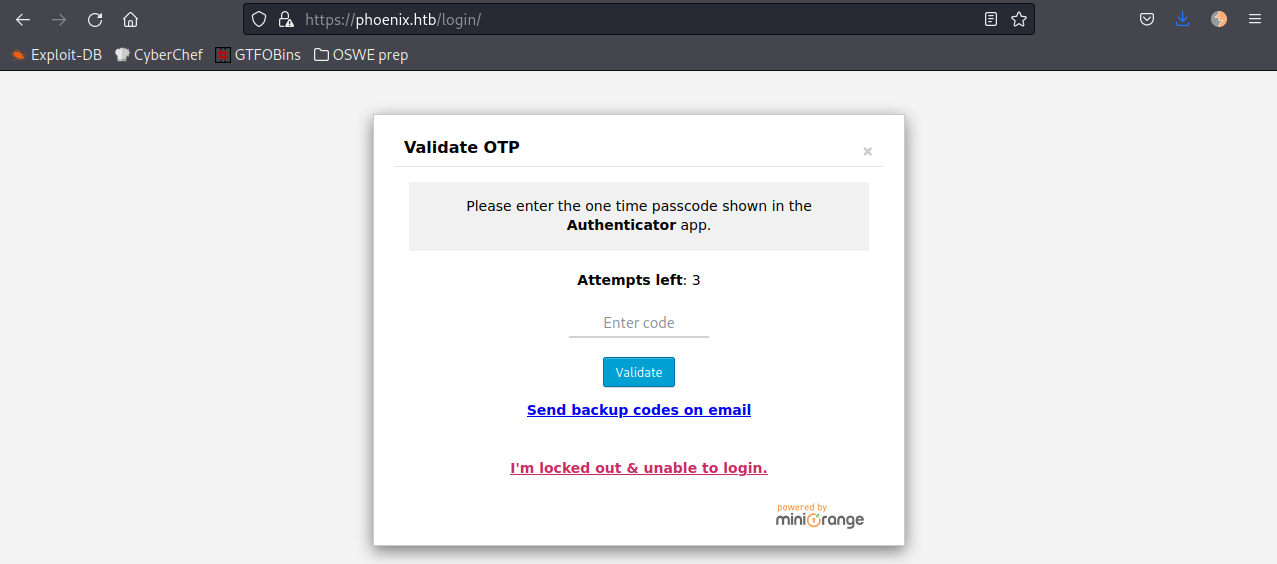 https://phoenix.htb/login/
Exploit-DB CyberChef GTFOBins OSWE prep
Validate OTP
×
Please enter the one time passcode shown in the
Authenticator app.
Attempts left: 3
Enter code
Validate
Send backup codes on email
I'm locked out & unable to login.
powered by
miniOrange